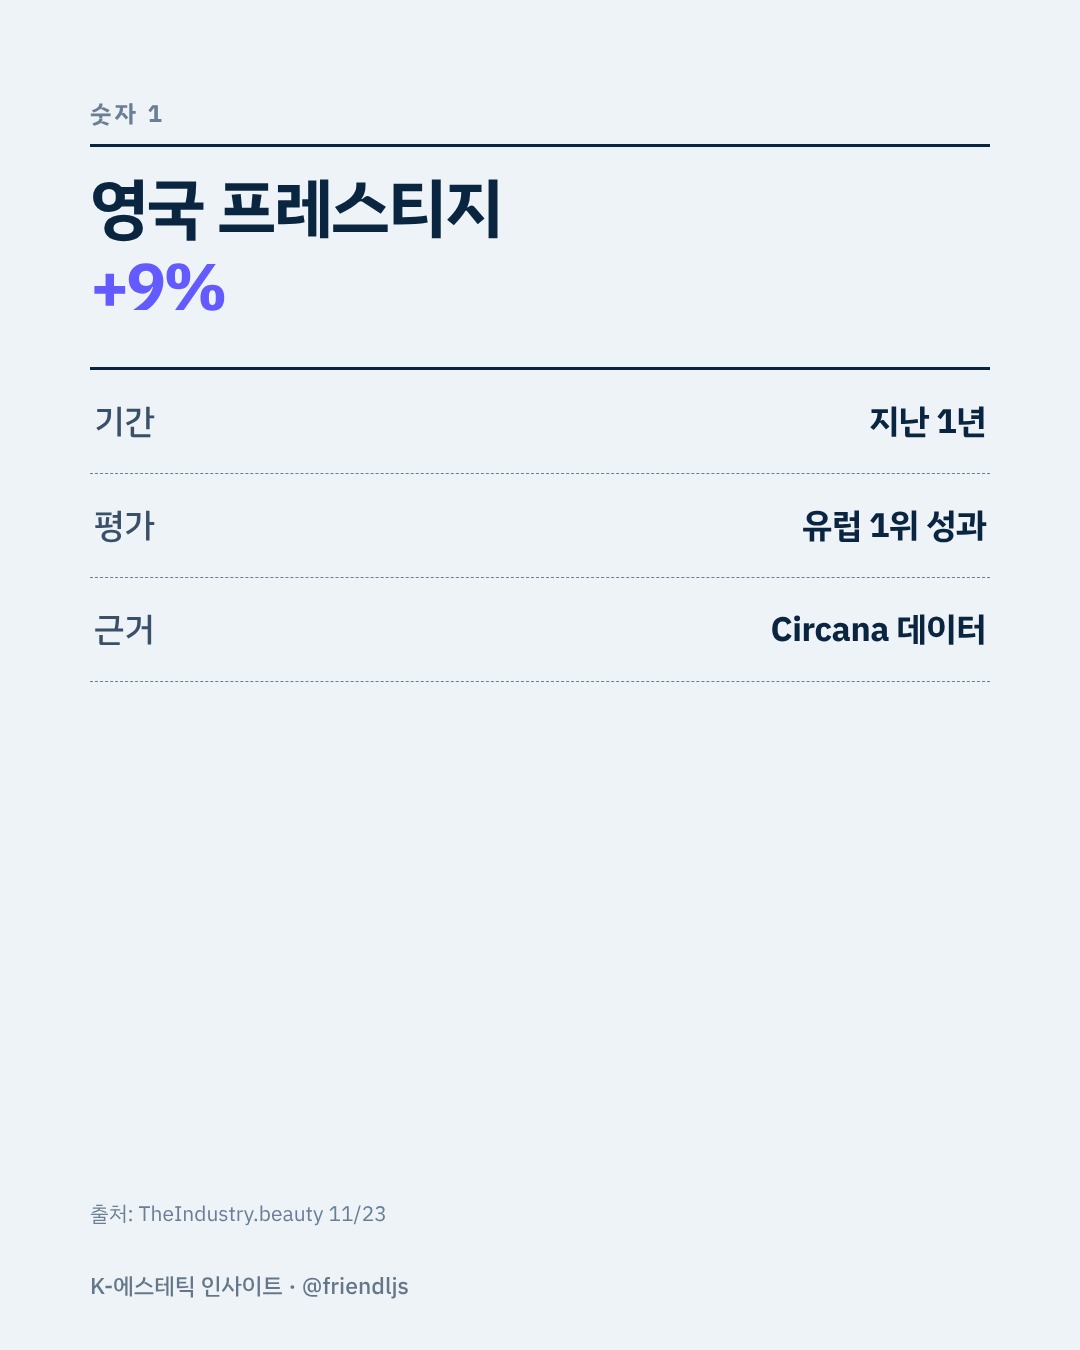 숫자 1
영국 프레스티지
+9%
기간 지난 1년
평가 유럽 1위 성과
근거 Circana 데이터
출처: TheIndustry.beauty 11/23
K-에스테틱 인사이트 · @friendljs